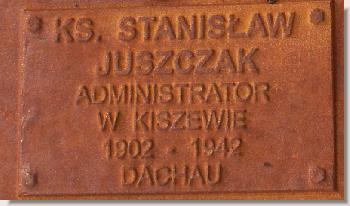 KS. STANISŁAW
JUSZCZAK
ADMINISTRATOR
W KISZEWIE
1902 - 1942
DACHAU